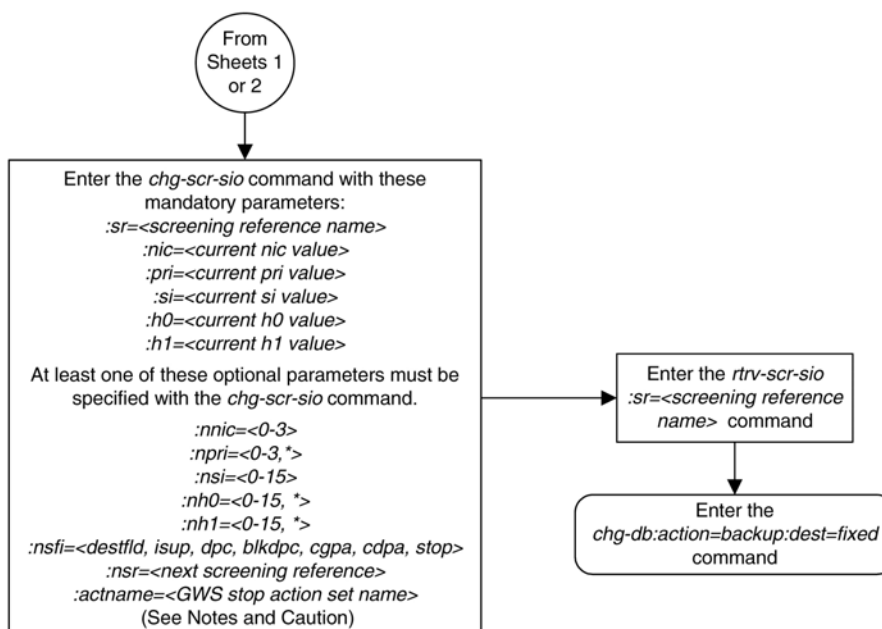 From
Sheets 1
or 2
Enter the chg-scr-sio command with these
mandatory parameters:
:sr=<screening reference name>
:nic=<current nic value>
:pri=<current pri value>
:si=<current si value>
:h0=<current h0 value>
:h1=<current h1 value>
At least one of these optional parameters must be
specified with the chg-scr-sio command.
:nnic=<0-3>
:npri=<0-3,*>
:nsi=<0-15>
:nh0=<0-15, *>
:nh1=<0-15, *>
:nsfi=<destfld, isup, dpc, blkdpc, cgpa, cdpa, stop>
:nsr=<next screening reference>
:actname=<GWS stop action set name>
(See Notes and Caution)
Enter the rtrv-scr-sio
:sr=<screening reference
name> command
Enter the
chg-db:action=backup:dest=fixed
command